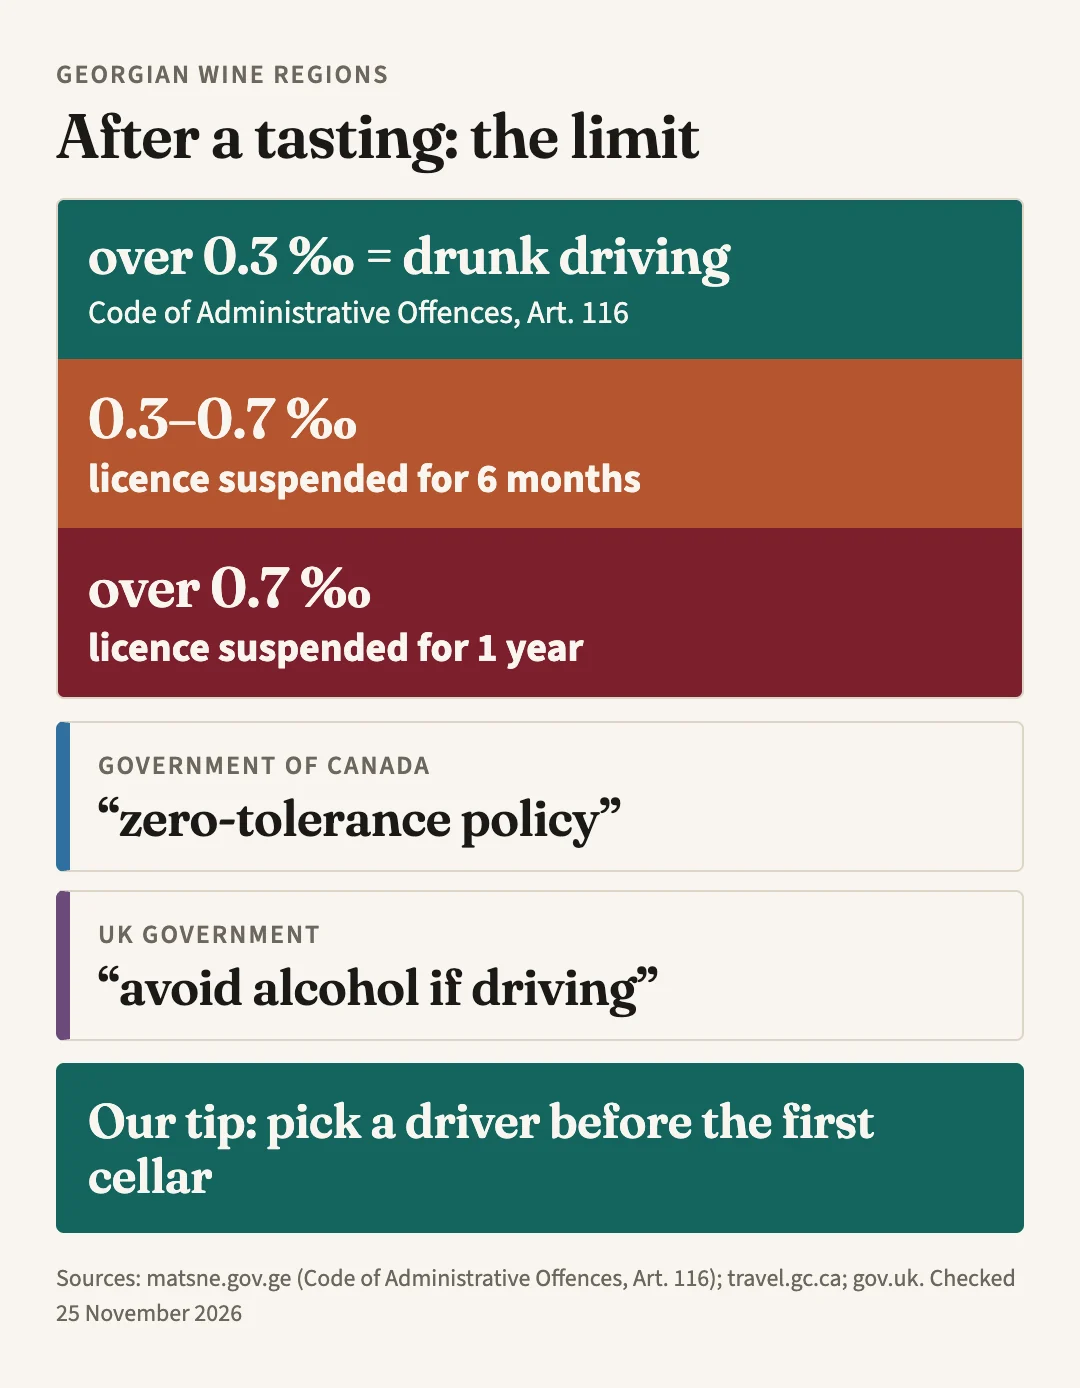 GEORGIAN WINE REGIONS
After a tasting: the limit
over 0.3 ‰ = drunk driving
Code of Administrative Offences, Art. 116
0.3–0.7 ‰
licence suspended for 6 months
over 0.7 ‰
licence suspended for 1 year
GOVERNMENT OF CANADA
“zero-tolerance policy”
UK GOVERNMENT
“avoid alcohol if driving”
Our tip: pick a driver before the first
cellar
Sources: matsne.gov.ge (Code of Administrative Offences, Art. 116); travel.gc.ca; gov.uk. Checked
25 November 2026